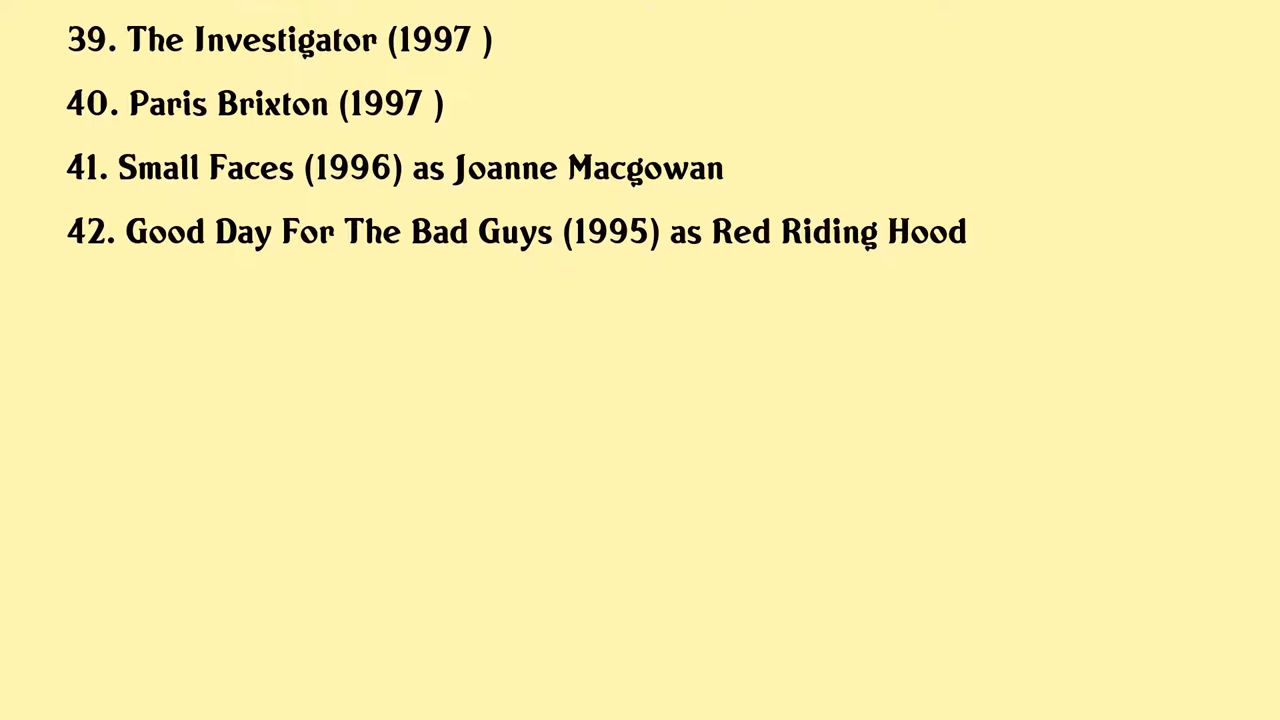 39. The Investigator (1997 )
40. Paris Brixton (1997 )
41. Small Faces (1996) as Joanne Macgowan
42. Good Day For The Bad Guys (1995) as Red Riding Hood